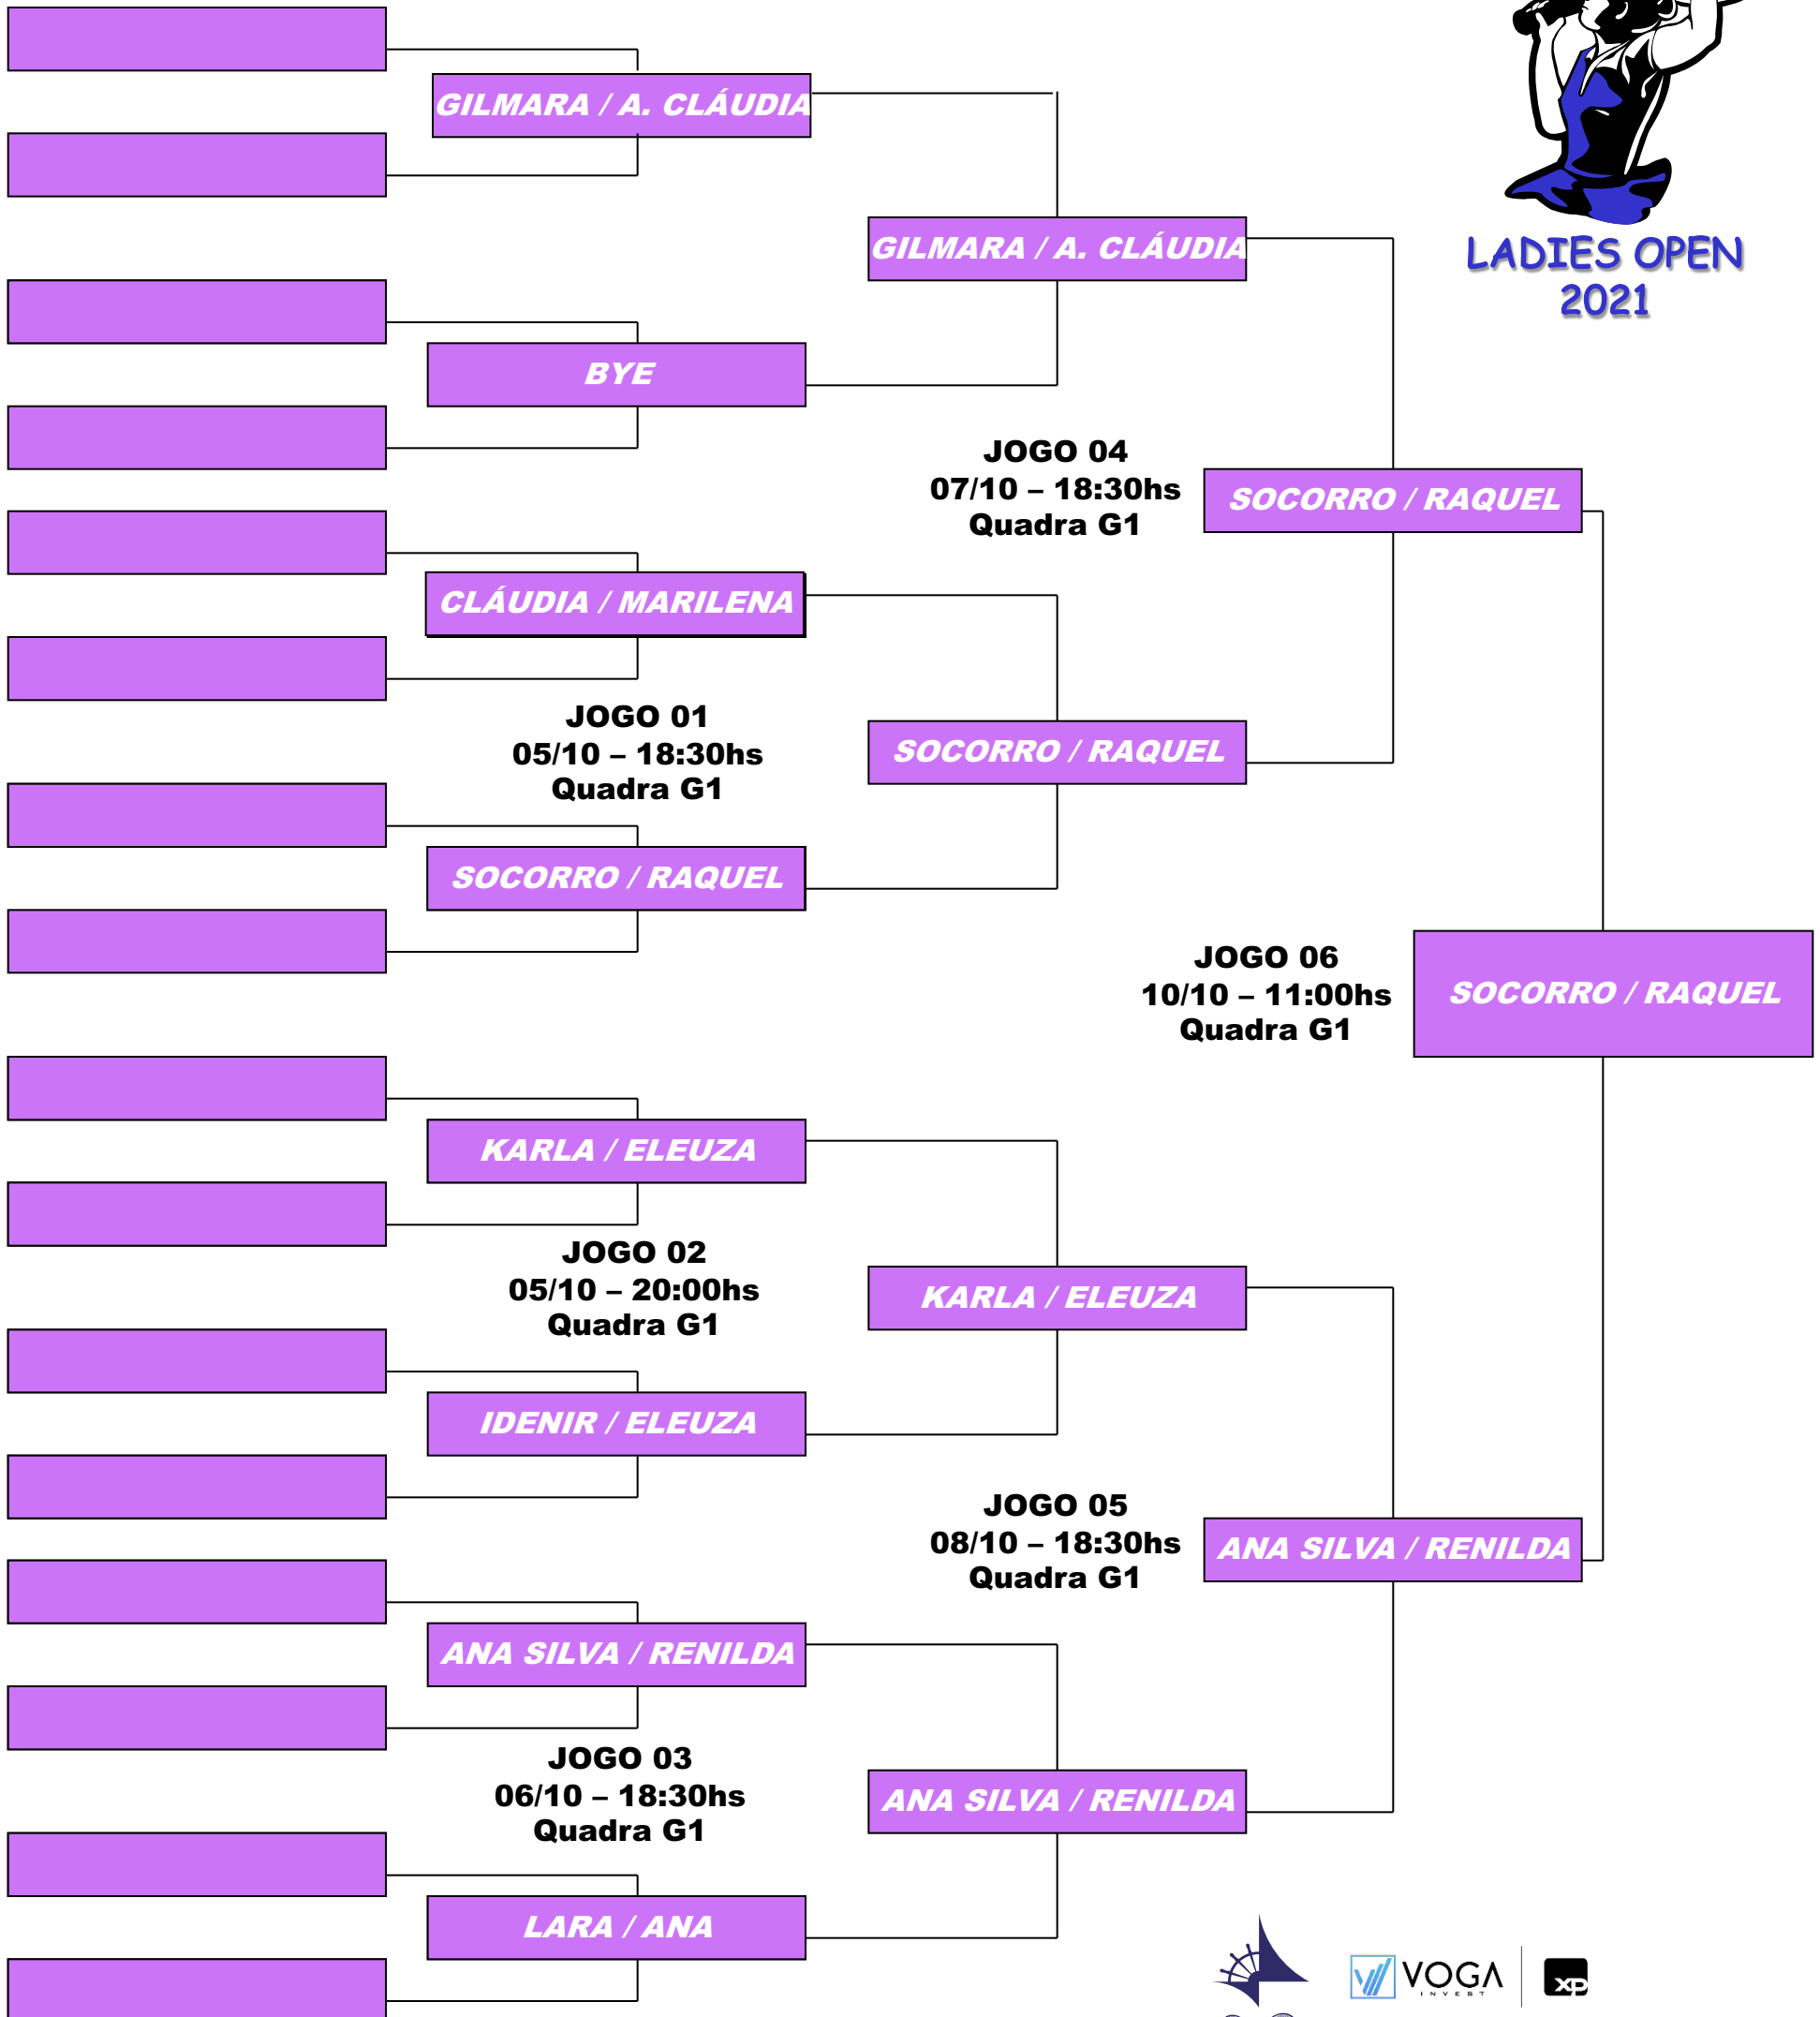 GILMARA / A. CLÁUDIA
GILMARA / A. CLÁUDIA
LADIES OPEN
2021
BYE
JOGO 04
07/10 – 18:30hs
Quadra G1
SOCORRO / RAQUEL
CLÁUDIA / MARILENA
JOGO 01
05/10 – 18:30hs
Quadra G1
SOCORRO / RAQUEL
SOCORRO / RAQUEL
JOGO 06
10/10 – 11:00hs
Quadra G1
SOCORRO / RAQUEL
KARLA / ELEUZA
JOGO 02
05/10 – 20:00hs
Quadra G1
KARLA / ELEUZA
IDENIR / ELEUZA
JOGO 05
08/10 – 18:30hs
Quadra G1
ANA SILVA / RENILDA
ANA SILVA / RENILDA
JOGO 03
06/10 – 18:30hs
Quadra G1
ANA SILVA / RENILDA
LARA / ANA
VOGA
INVEST
xp